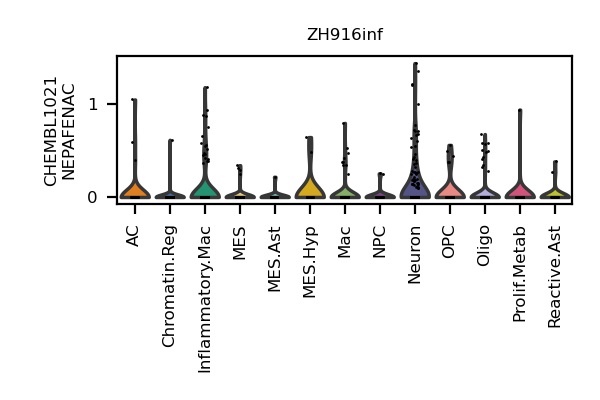 ZH916inf
CHEMBL1021
NEPAFENAC
1
0
AC
Chromatin.Reg
Inflammatory.Mac
MES
MES.Ast
MES.Hyp
Mac
NPC
Neuron
OPC
Oligo
Prolif.Metab
Reactive.Ast